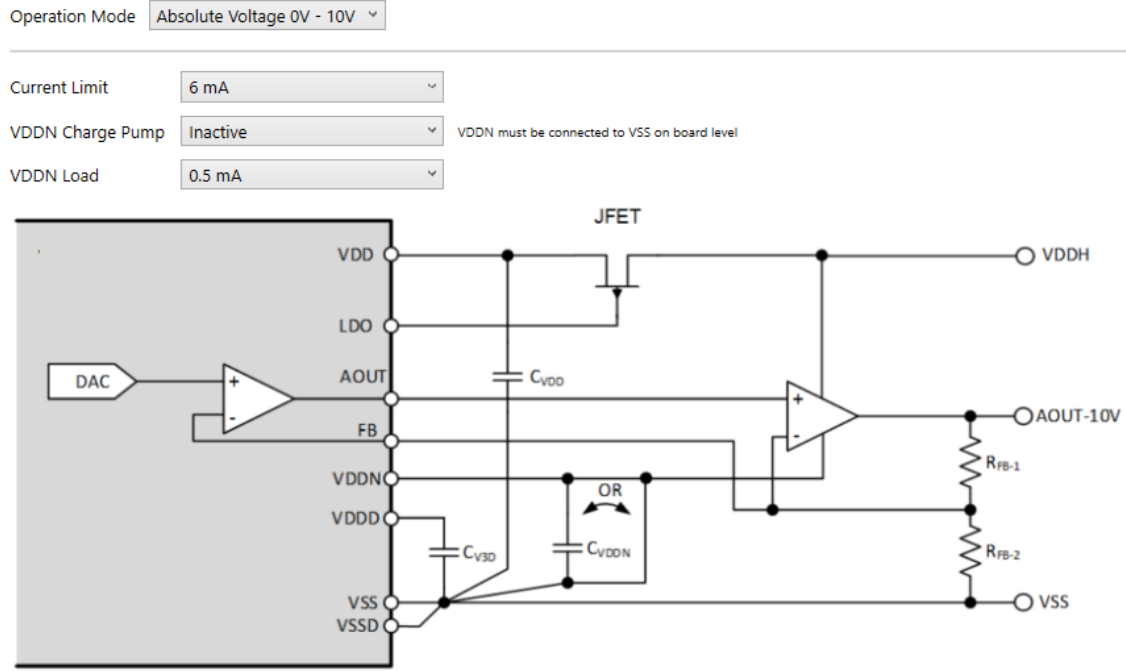 Operation Mode Absolute Voltage 0V - 10V
Current Limit 6 mA
VDDN Charge Pump Inactive VDDN must be connected to VSS on board level
VDDN Load 0.5 mA
JFET
VDD VDDH
LDO
DAC + - AOUT CVDD +
FB - AOUT-10V
RFB-1
VDDN OR
VDDD
CV3D CVDDN RFB-2
VSS VSS
VSSD